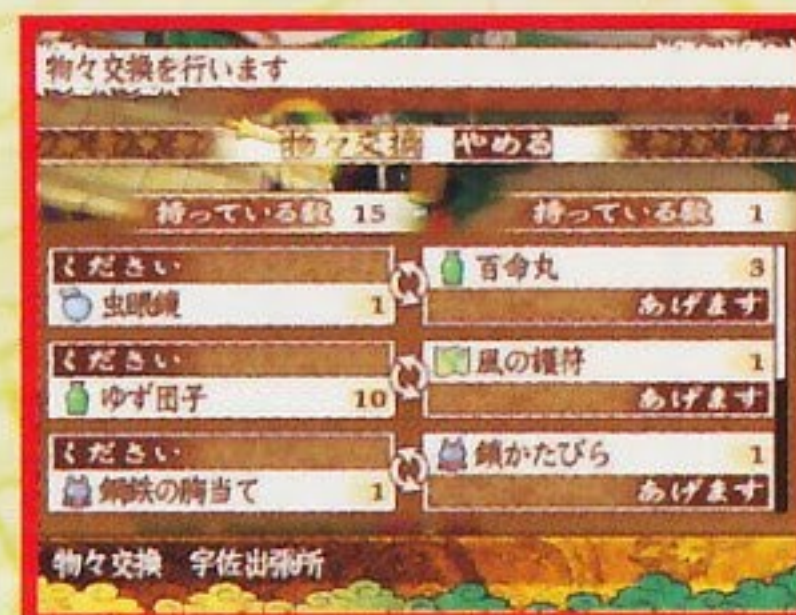 物々交換を行います
物々交換 やめる
持っている数 15 持っている数 1
ください 百命丸 3
虫眼鏡 1 あげます
ください 風の護符 1
ゆず団子 10 あげます
ください 鎖かたびら 1
鋼鉄の胸当て 1 あげます
物々交換 宇佐出張所